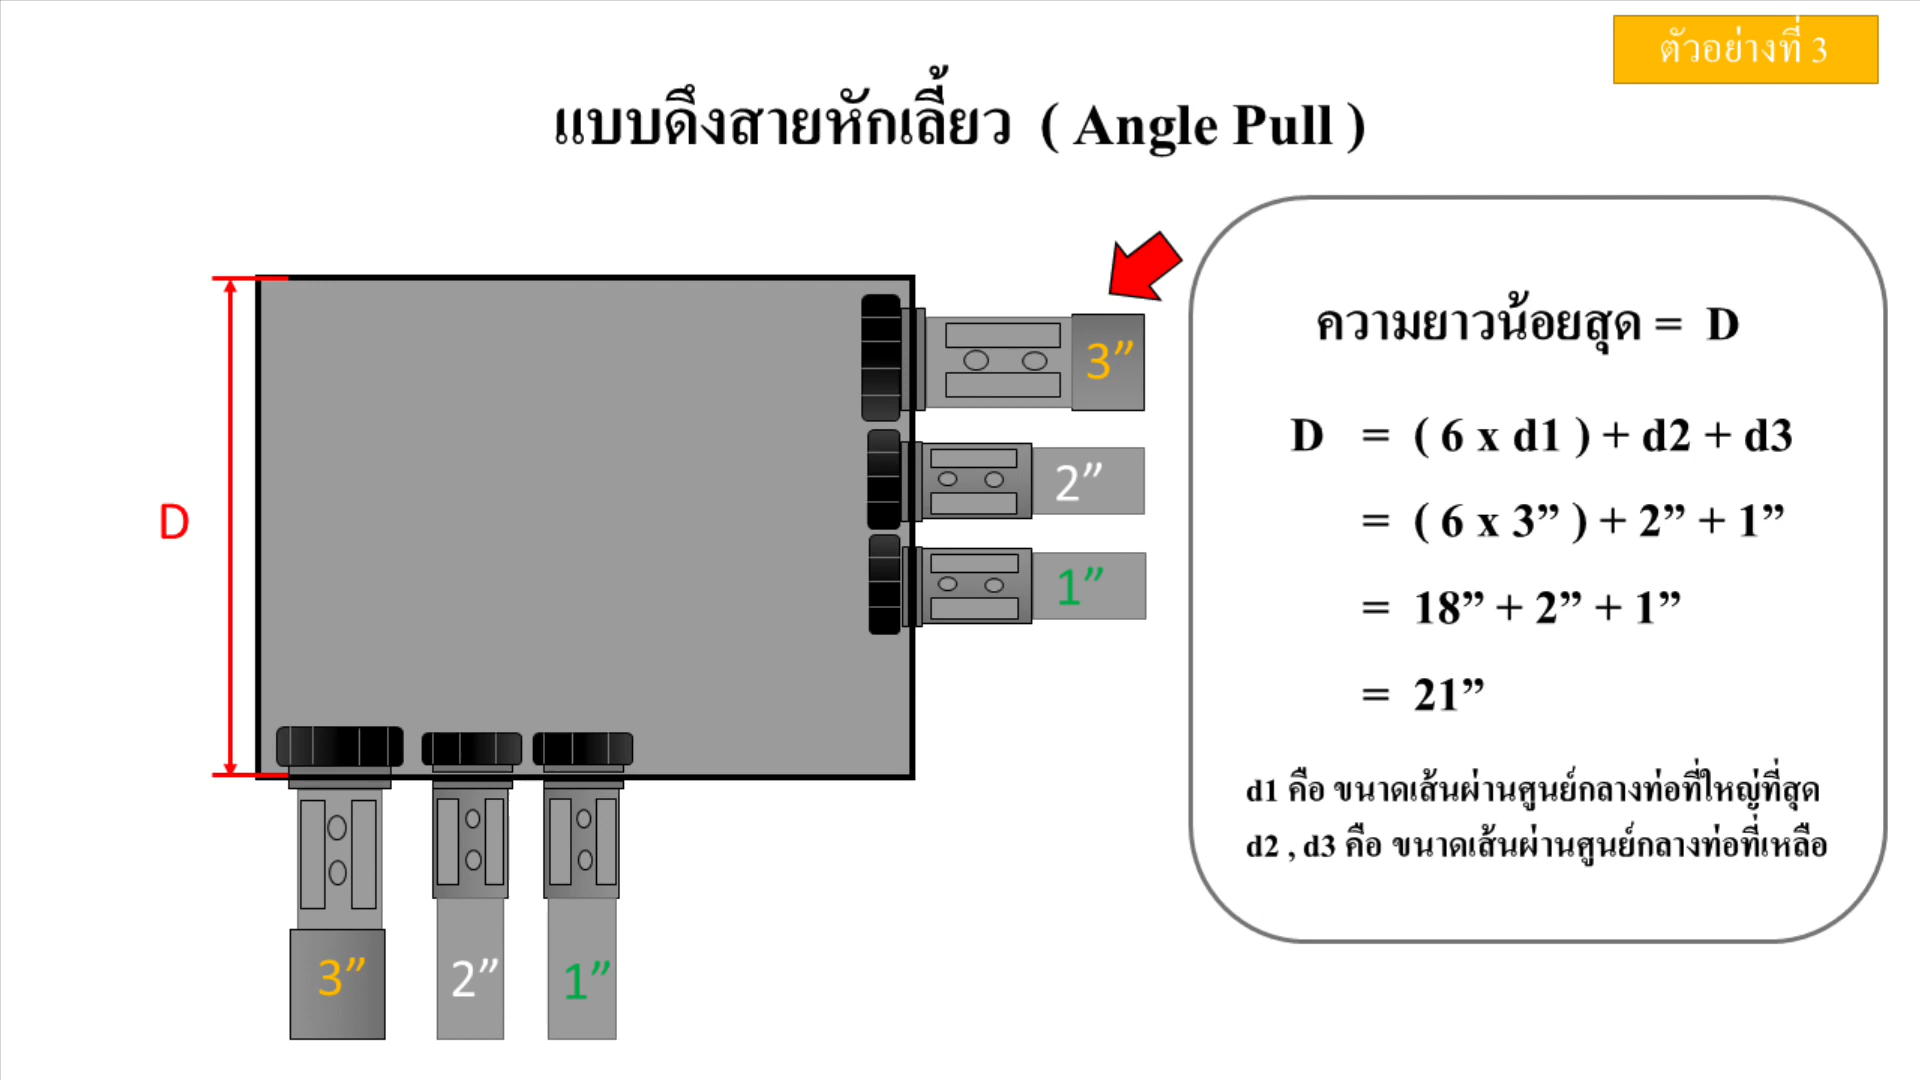 ตัวอย่างที่ 3
แบบดึงสายหักเลี้ยว ( Angle Pull )
D
3”
2”
1”
3”
2”
1”
ความยาวน้อยสุด = D
D = ( 6 x d1 ) + d2 + d3
= ( 6 x 3” ) + 2” + 1”
= 18” + 2” + 1”
= 21”
d1 คือ ขนาดเส้นผ่านศูนย์กลางท่อที่ใหญ่ที่สุด
d2 , d3 คือ ขนาดเส้นผ่านศูนย์กลางท่อที่เหลือ